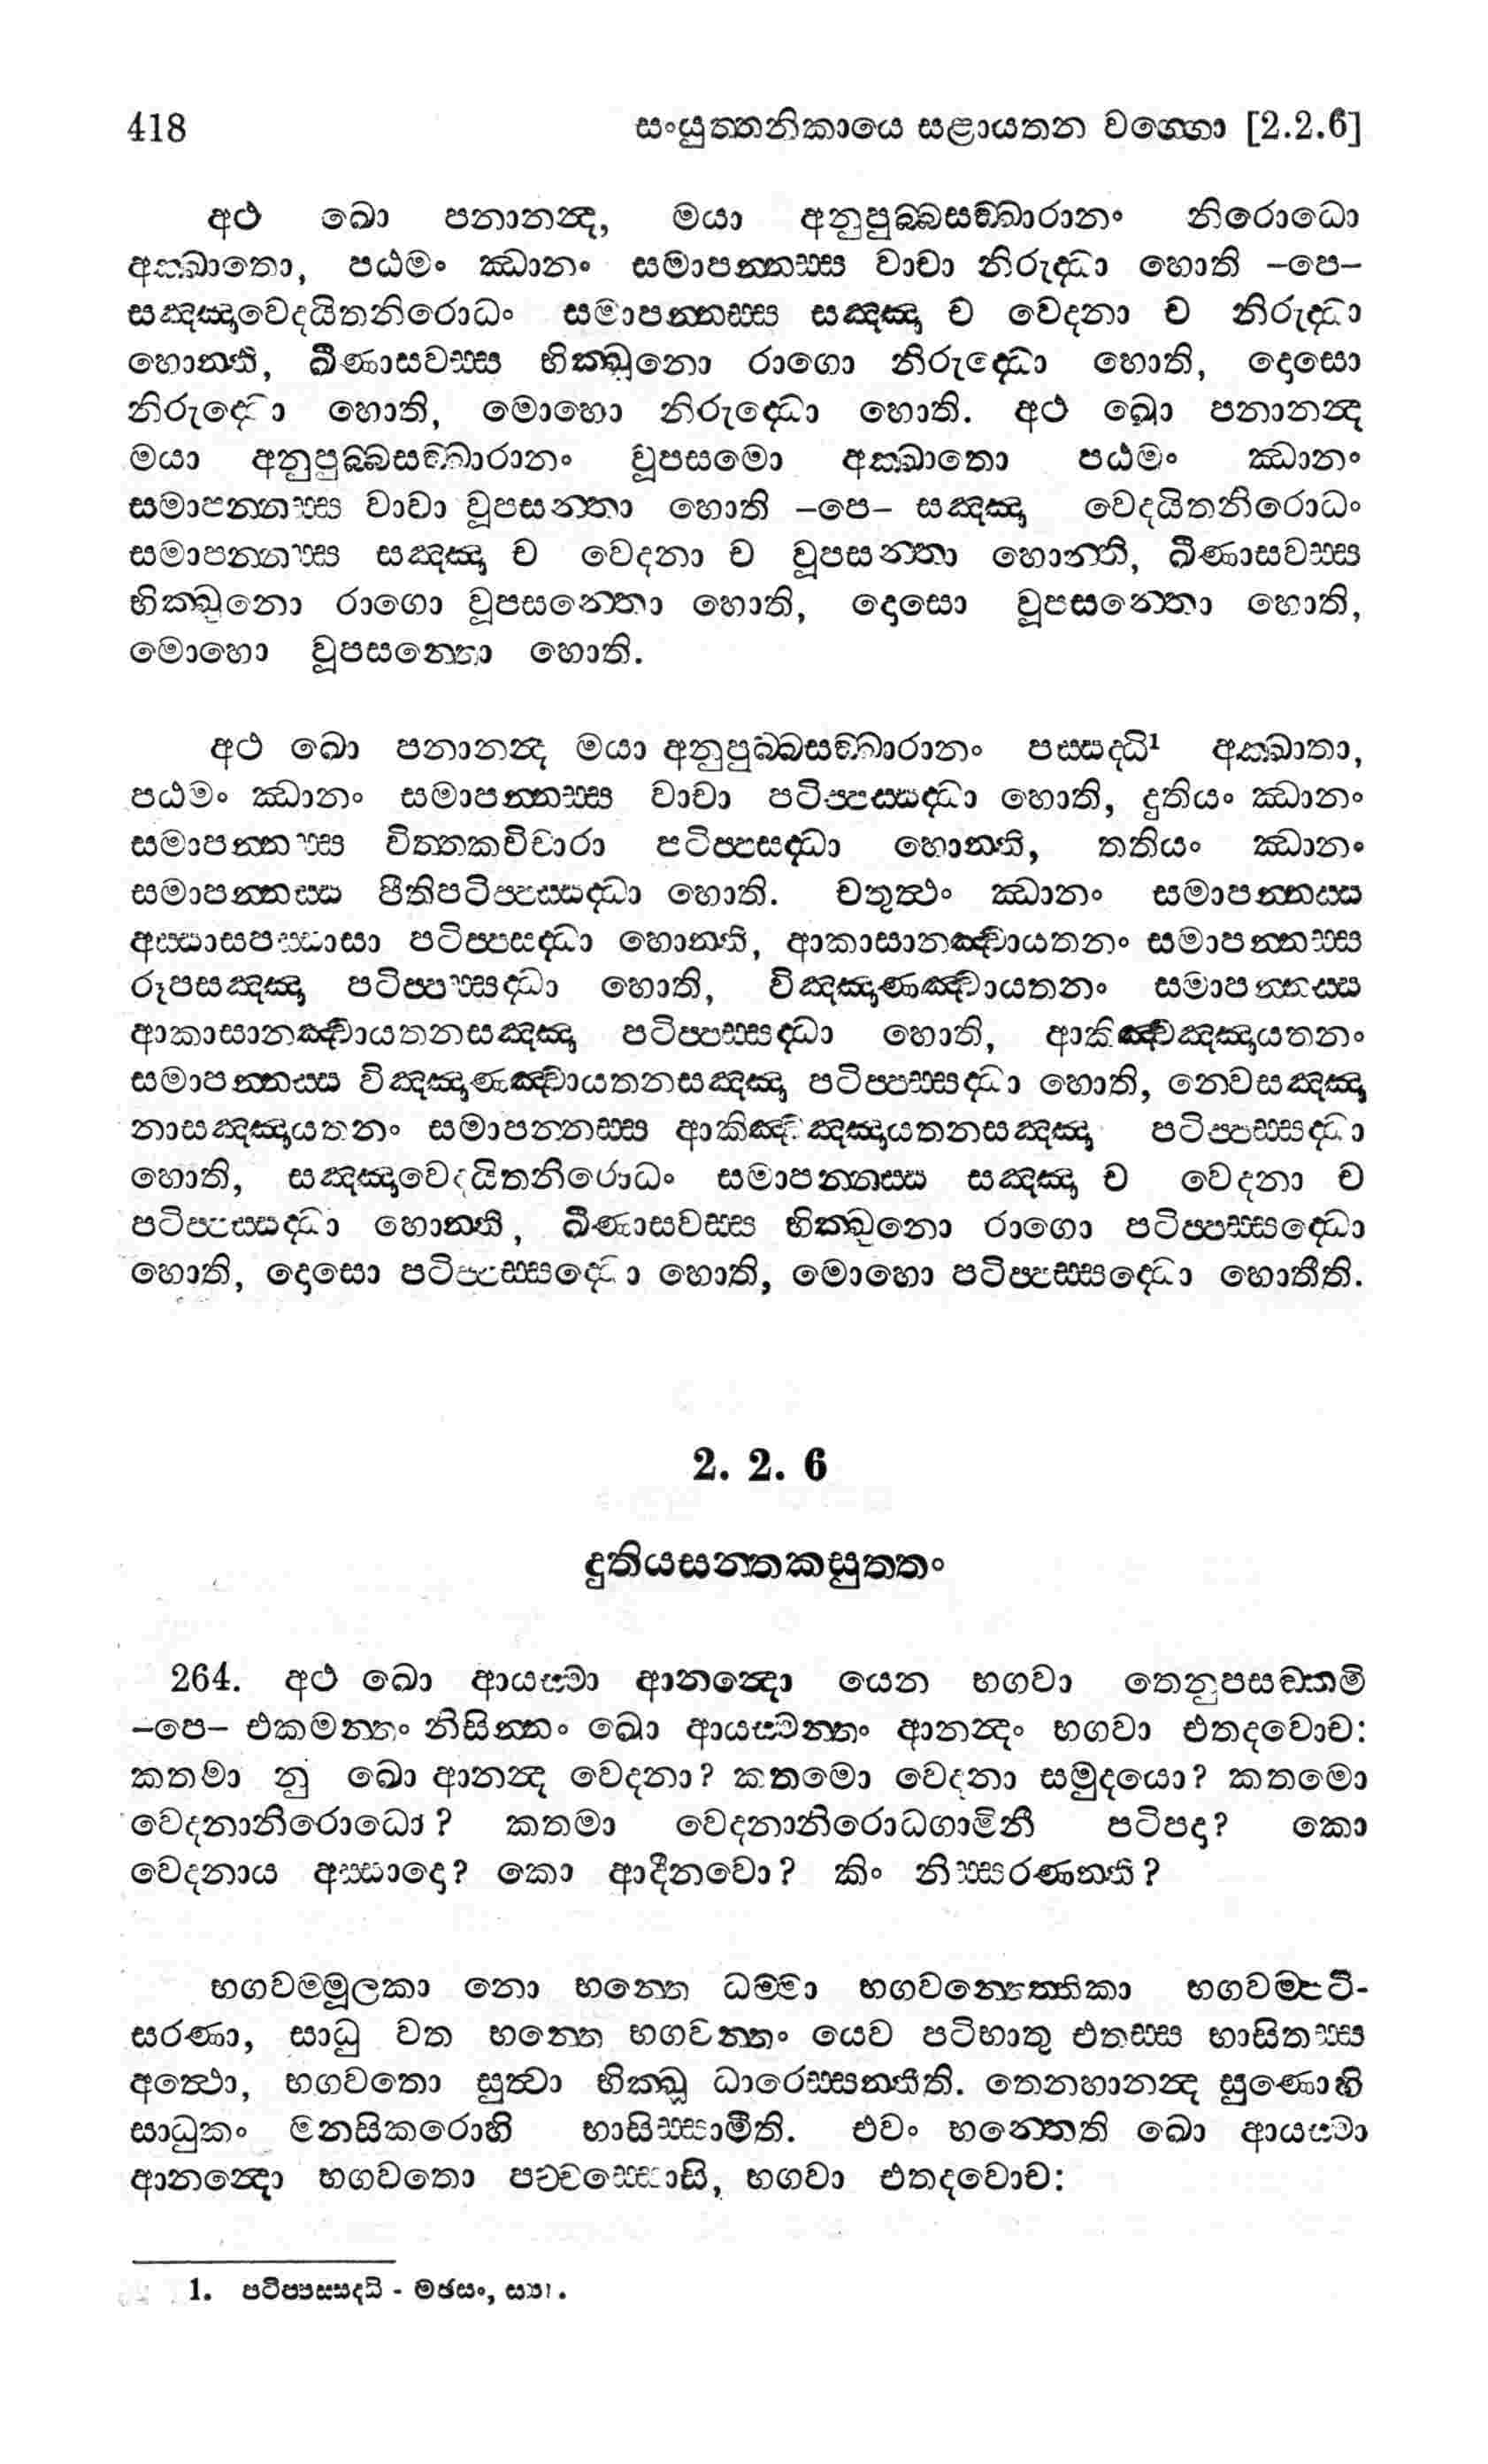 418 සංයුත්තනිකායෙ සළායතන වග්ගො [2.2.6]
අථ ඛො පනානන්‍ද, මයා අනුපුබ්බසඞ්ඛාරානං නිරොධො
අක්ඛාතො, පඨමං ඣානං සමාපන්නස්ස වාචා නිරුද්ධා හොති –පෙ–
සඤ්ඤාවෙදයිතනිරොධං සමාපන්නස්ස සඤ්ඤා ච වෙදනා ච නිරුද්ධා
හොන්ති, ඛීණාසවස්ස භික්ඛුනො රාගො නිරුද්ධො හොති, දොසො
නිරුද්ධො හොති, මොහො නිරුද්ධො හොති. අථ ඛො පනානන්‍ද
මයා අනුපුබ්බසඞ්ඛාරානං වූපසමො අක්ඛාතො පඨමං ඣානං
සමාපන්නස්ස වාචා වූපසන්තා හොති –පෙ– සඤ්ඤා වෙදයිතනිරොධං
සමාපන්නස්ස සඤ්ඤා ච වෙදනා ච වූපසන්තා හොන්ති, ඛීණාසවස්ස
භික්ඛුනො රාගො වූපසන්තො හොති, දොසො වූපසන්තො හොති,
මොහො වූපසන්තො හොති.
අථ ඛො පනානන්‍ද මයා අනුපුබ්බසඞ්ඛාරානං පස්සද්ධි¹ අක්ඛාතා,
පඨමං ඣානං සමාපන්නස්ස වාචා පටිප්පස්සද්ධා හොති, දුතියං ඣානං
සමාපන්නස්ස විතක්කවිචාරා පටිප්පසද්ධා හොන්ති, තතියං ඣානං
සමාපන්නස්ස පීතිපටිප්පස්සද්ධා හොති. චතුත්‍ථං ඣානං සමාපන්නස්ස
අස්සාසපස්සාසා පටිප්පසද්ධා හොන්ති, ආකාසානඤ්චායතනං සමාපන්නස්ස
රූපසඤ්ඤා පටිප්පස්සද්ධා හොති, විඤ්ඤාණඤ්චායතනං සමාපන්නස්ස
ආකාසානඤ්චායතනසඤ්ඤා පටිප්පස්සද්ධා හොති, ආකිඤ්චඤ්ඤායතනං
සමාපන්නස්ස විඤ්ඤාණඤ්චායතනසඤ්ඤා පටිප්පස්සද්ධා හොති, නෙවසඤ්ඤා
නාසඤ්ඤායතනං සමාපන්නස්ස ආකිඤ්චඤ්ඤායතනසඤ්ඤා පටිප්පස්සද්ධා
හොති, සඤ්ඤාවෙදයිතනිරොධං සමාපන්නස්ස සඤ්ඤා ච වෙදනා ච
පටිප්පස්සද්ධා හොන්ති, ඛීණාසවස්ස භික්ඛුනො රාගො පටිප්පස්සද්ධො
හොති, දොසො පටිප්පස්සද්ධො හොති, මොහො පටිප්පස්සද්ධො හොතීති.
2. 2. 6
දුතියසන්තකසුත්තං
264. අථ ඛො ආයස්මා ආනන්‍දො යෙන භගවා තෙනුපසඞ්කමි
–පෙ– එකමන්තං නිසින්නං ඛො ආයස්මන්තං ආනන්‍දං භගවා එතදවොච:
කතමා නු ඛො ආනන්‍ද වෙදනා? කතමො වෙදනා සමුදයො? කතමො
වෙදනානිරොධො? කතමා වෙදනානිරොධගාමිනී පටිපදා? කො
වෙදනාය අස්සාදො? කො ආදීනවො? කිං නිස්සරණන්ති?
භගවම්මූලකා නො භන්තෙ ධම්මා භගවන්නෙත්තිකා භගවම්පටි-
සරණා, සාධු වත භන්තෙ භගවන්තං යෙව පටිභාතු එතස්ස භාසිතස්ස
අත්‍ථො, භගවතො සුත්‍වා භික්ඛූ ධාරෙස්සන්තීති. තෙනහානන්‍ද සුණොහි
සාධුකං මනසිකරොහි භාසිස්සාමීති. එවං භන්තෙති ඛො ආයස්මා
ආනන්‍දො භගවතො පච්චස්සොසි, භගවා එතදවොච:
1. පටිප්පස්සද්ධි - මඡසං, ස්‍යා.